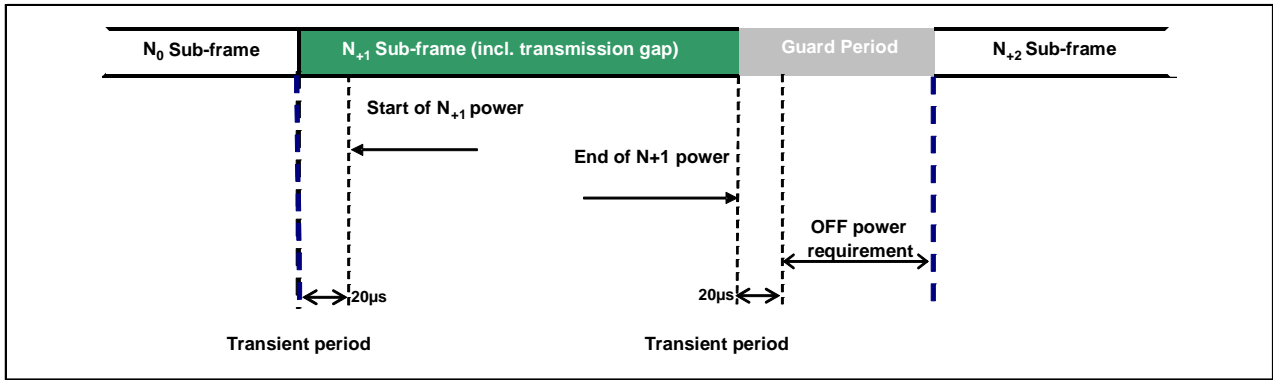 N0 Sub-frame
N+1 Sub-frame (incl. transmission gap)
Guard Period
N+2 Sub-frame
Start of N+1 power
End of N+1 power
OFF power
requirement
20µs
20µs
Transient period
Transient period